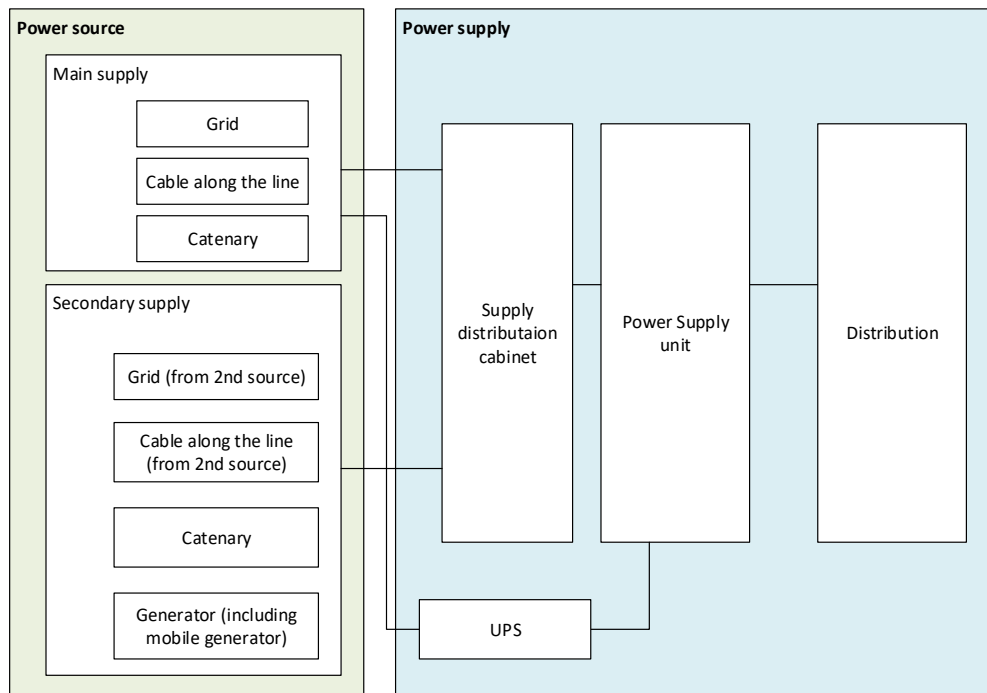 Power source
Main supply
Grid
Cable along the line
Catenary
Secondary supply
Grid (from 2nd source)
Cable along the line
(from 2nd source)
Catenary
Generator (including
mobile generator)
Power supply
Supply
distributaion
cabinet
Power Supply
unit
Distribution
UPS